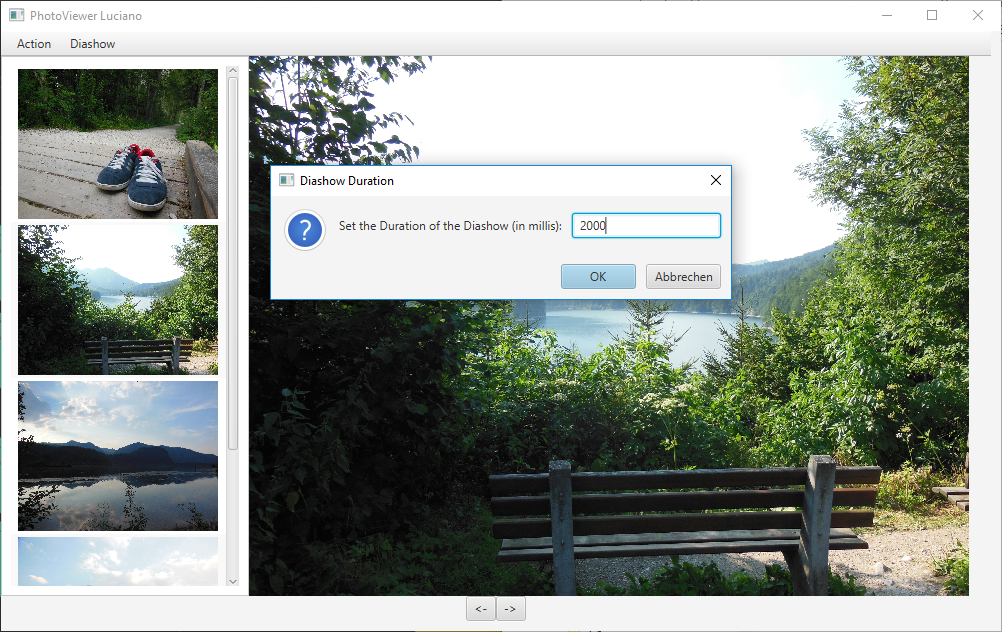 PhotoViewer Luciano
Action Diashow
Diashow Duration
?
Set the Duration of the Diashow (in millis): 2000
OK Abbrechen
<- ->